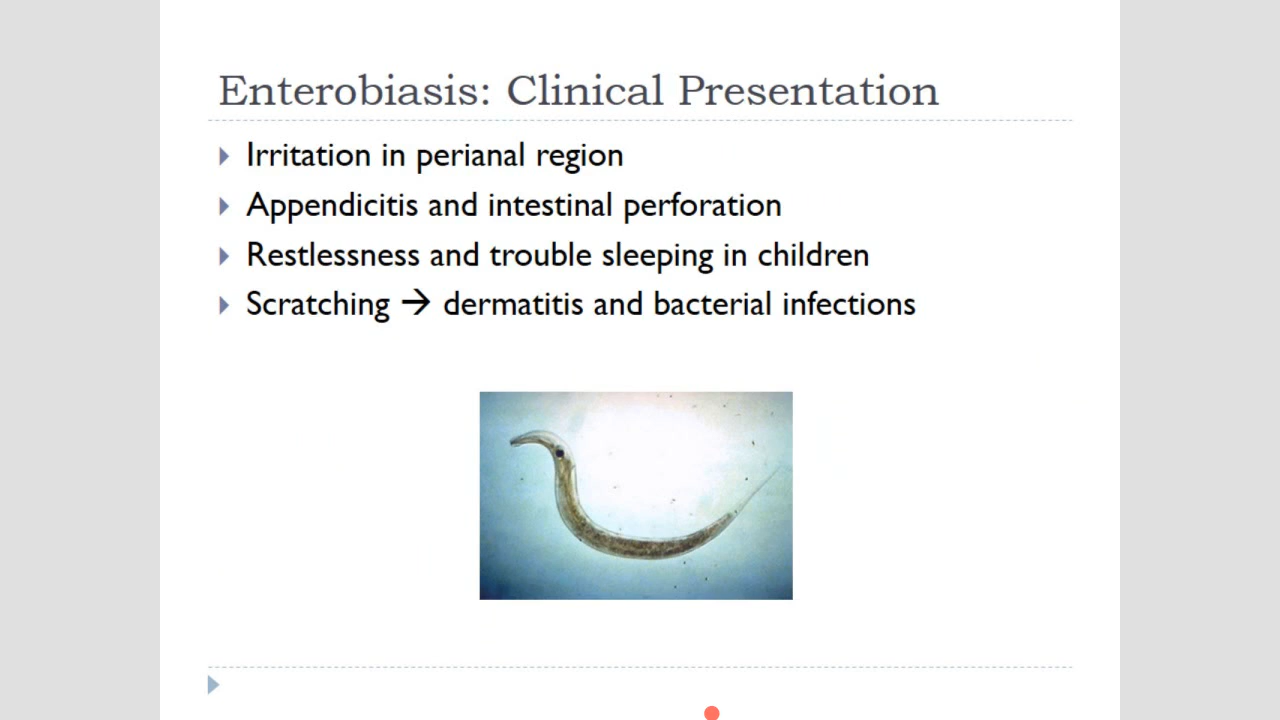 Enterobiasis: Clinical Presentation
Irritation in perianal region
Appendicitis and intestinal perforation
Restlessness and trouble sleeping in children
Scratching → dermatitis and bacterial infections